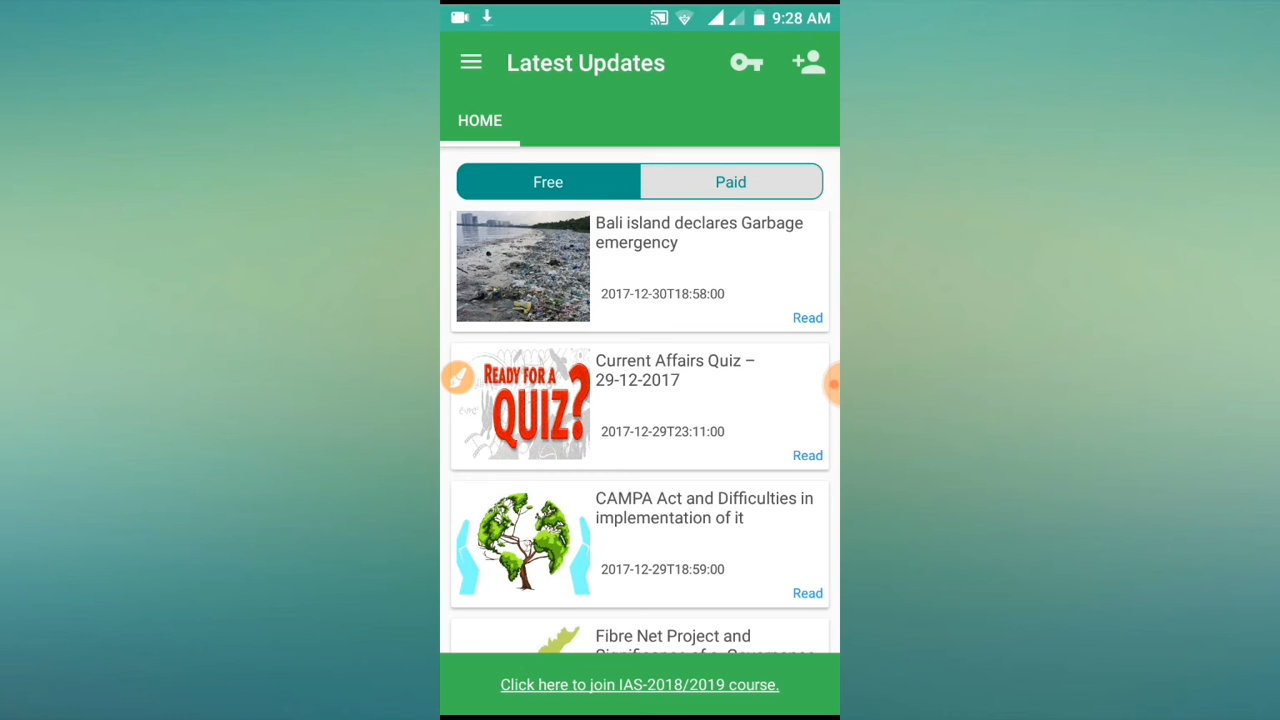 9:28 AM
Latest Updates
HOME
Free
Paid
Bali island declares Garbage
emergency
2017-12-30T18:58:00
Read
READY FOR A
QUIZ?
Current Affairs Quiz –
29-12-2017
2017-12-29T23:11:00
Read
CAMPA Act and Difficulties in
implementation of it
2017-12-29T18:59:00
Read
Fibre Net Project and
Significance of e-Governance
Click here to join IAS-2018/2019 course.